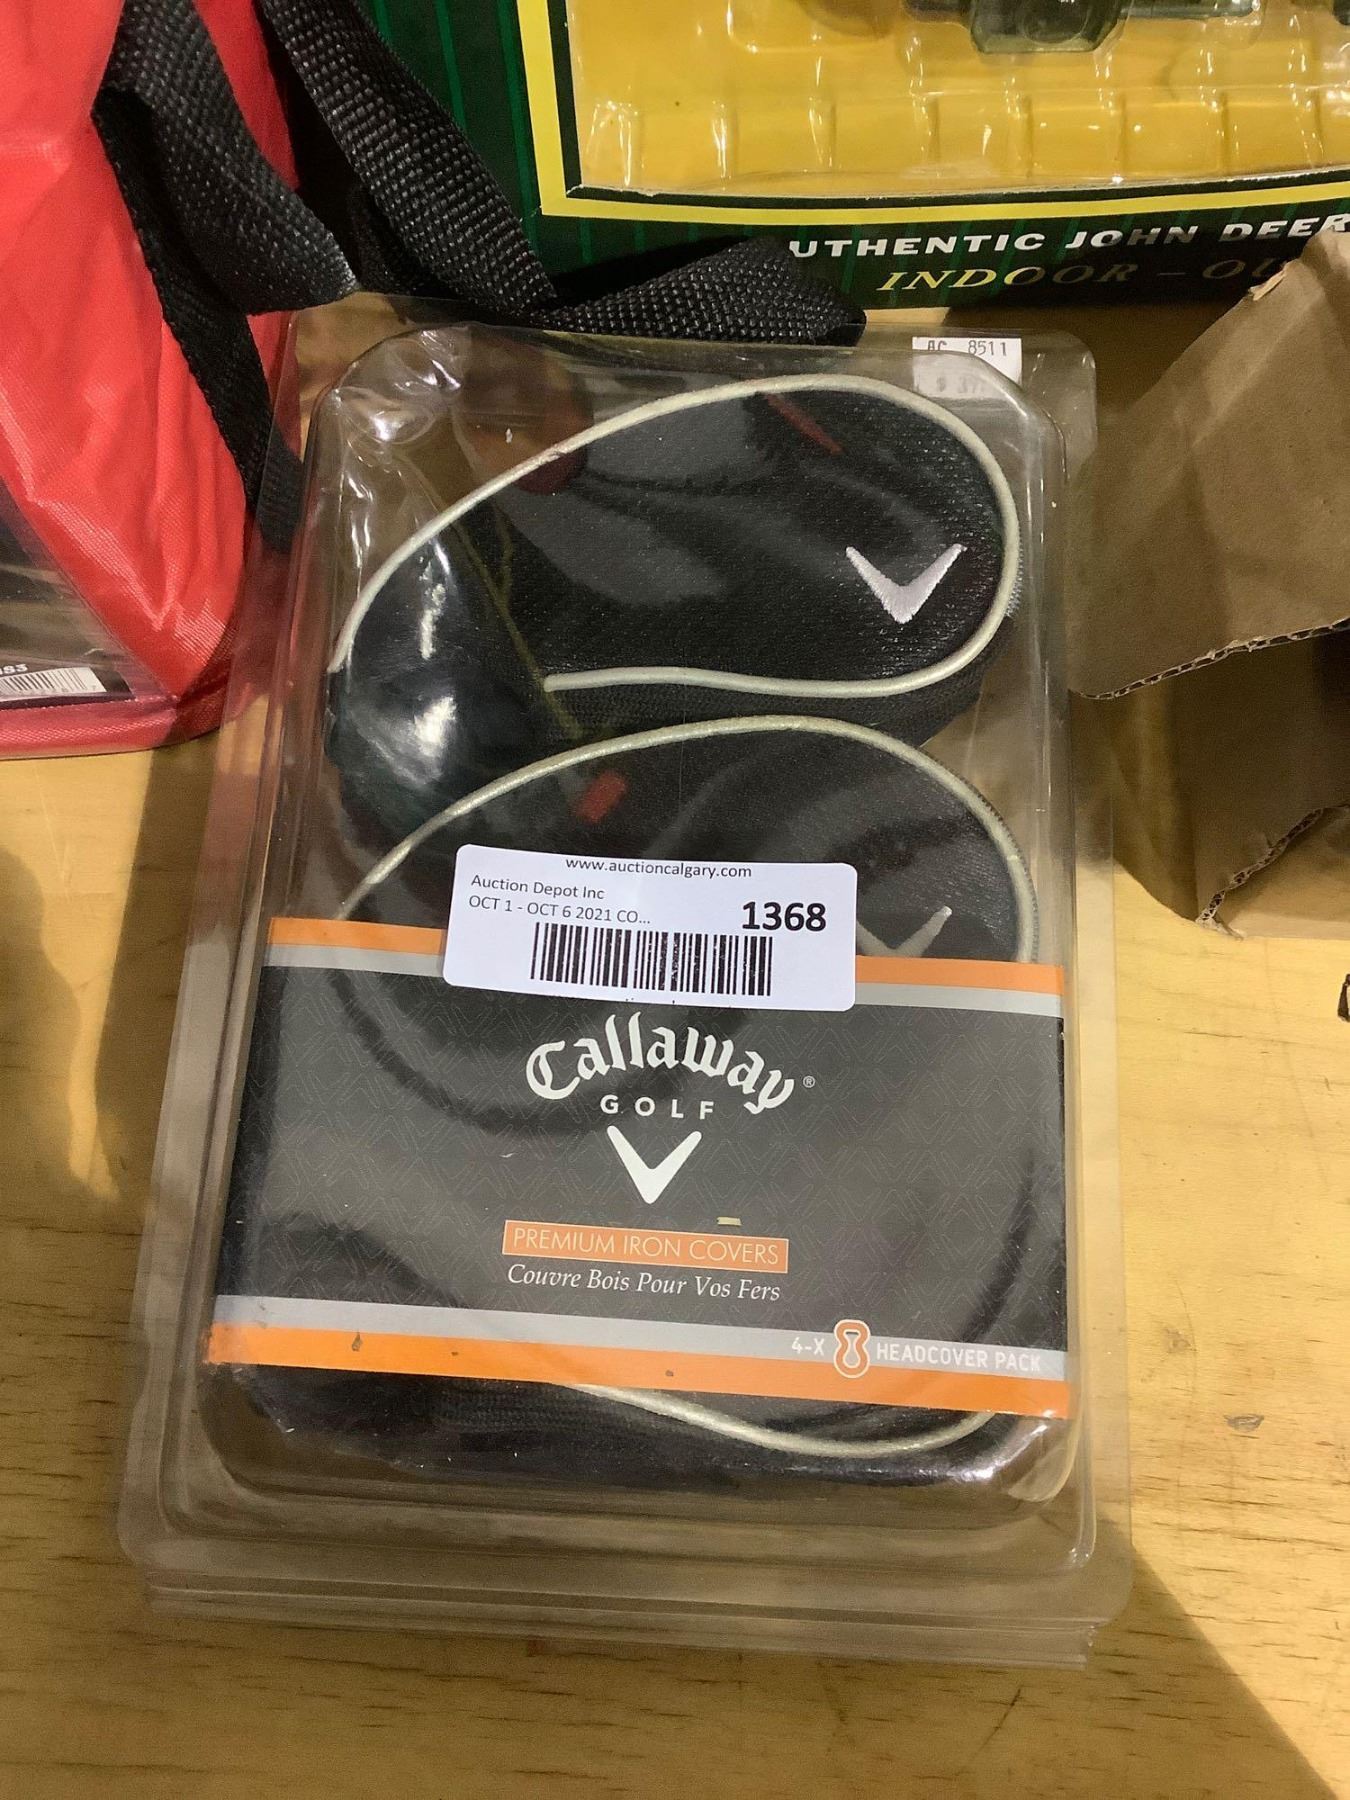 UTHENTIC JOHN DEER
INDOOR – OU
AC 8511
www.auctioncalgary.com
Auction Depot Inc
OCT 1 - OCT 6 2021 CO...
1368
Callaway®
GOLF
PREMIUM IRON COVERS
Couvre Bois Pour Vos Fers
4-X HEADCOVER PACK